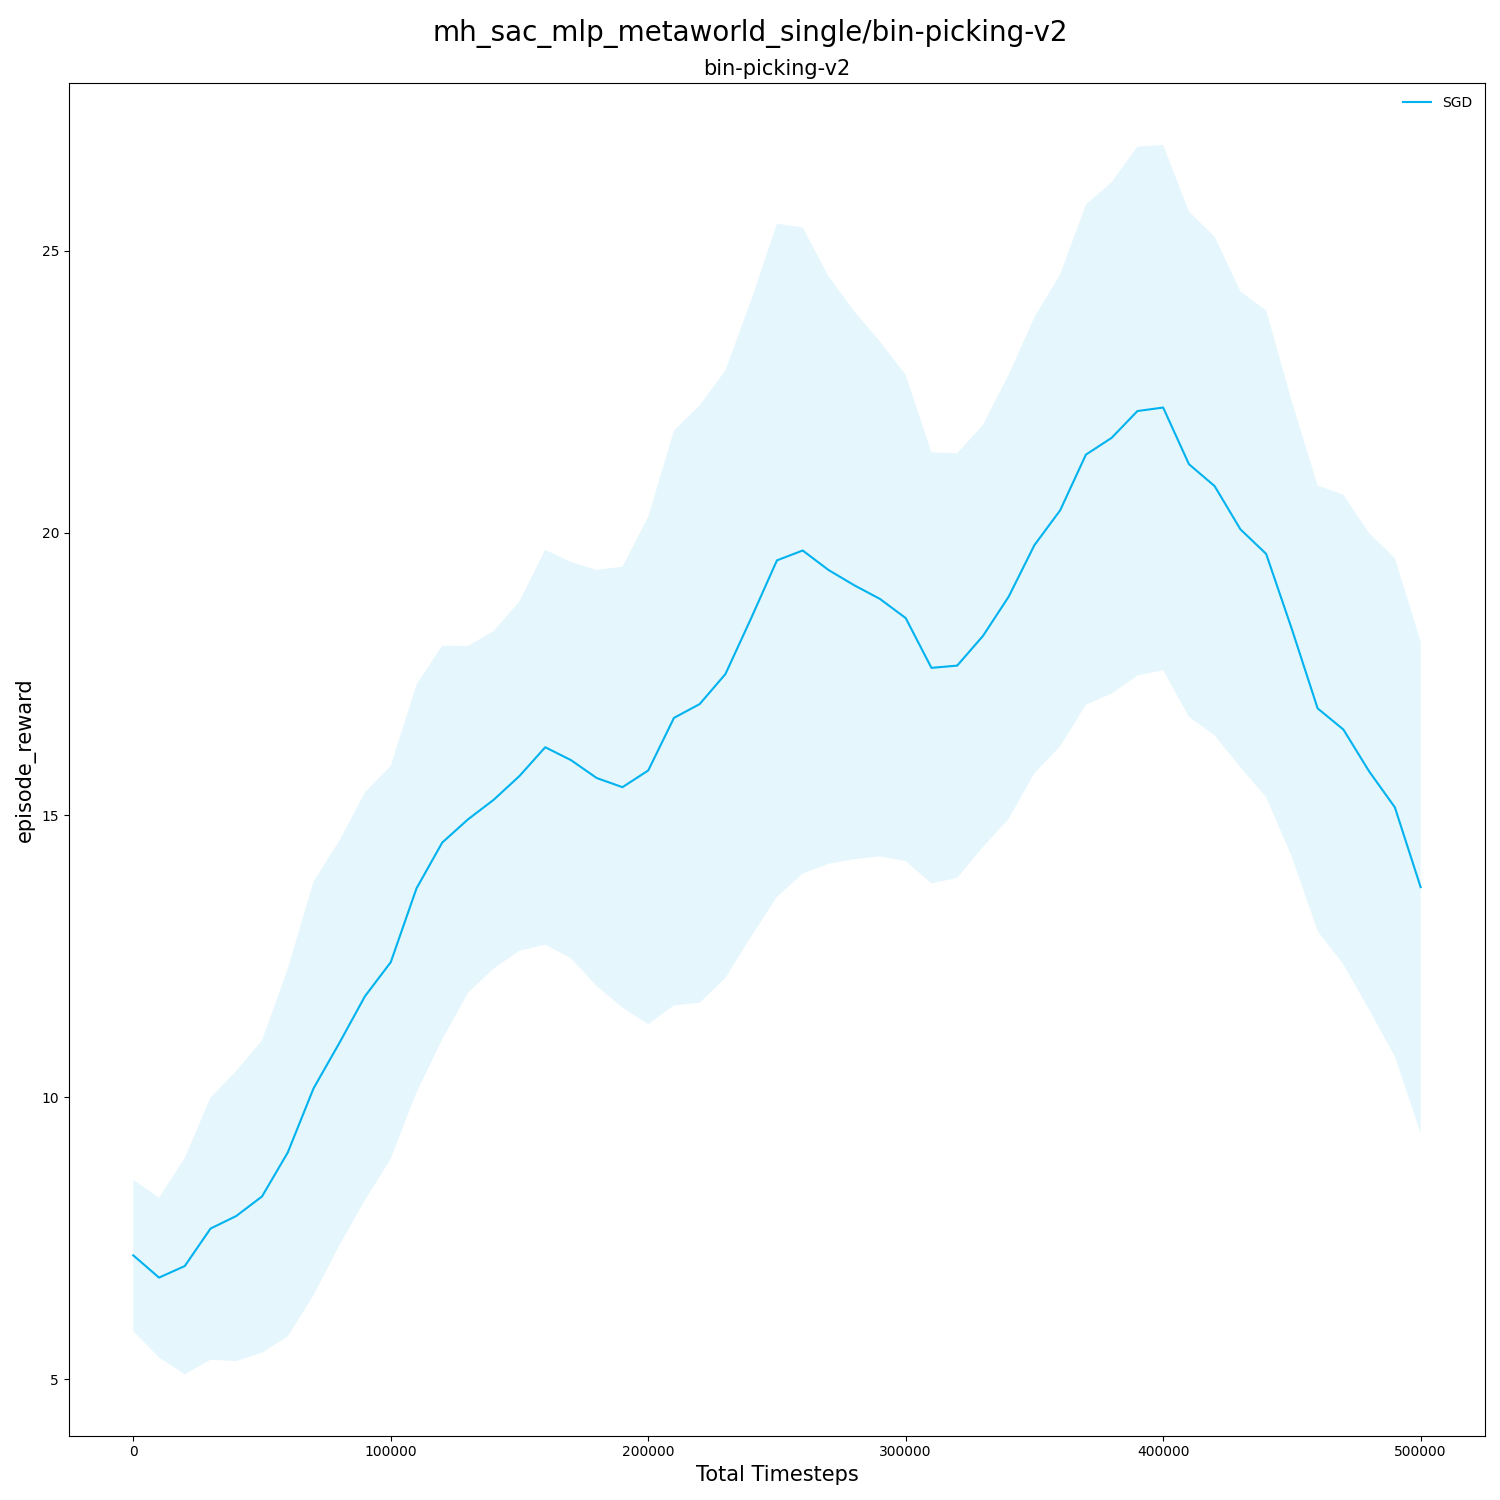 mh_sac_mlp_metaworld_single/bin-picking-v2
bin-picking-v2
SGD
episode_reward
25
20
15
10
5
0 100000 200000 300000 400000 500000
Total Timesteps